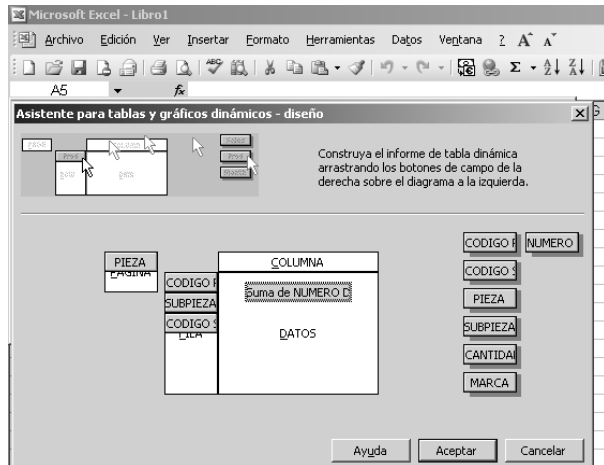 Microsoft Excel - Libro1
Archivo Edición Ver Insertar Formato Herramientas Datos Ventana ?
A5 fx
Asistente para tablas y gráficos dinámicos - diseño
Construya el informe de tabla dinámica
arrastrando los botones de campo de la
derecha sobre el diagrama a la izquierda.
CODIGO NUMERO
PIEZA COLUMNA
PÁGINA
CODIGO S
CODIGO
Suma de NUMERO D
PIEZA
SUBPIEZA
CODIGO S
FILA
DATOS
SUBPIEZA
CANTIDAI
MARCA
Ayuda Aceptar Cancelar